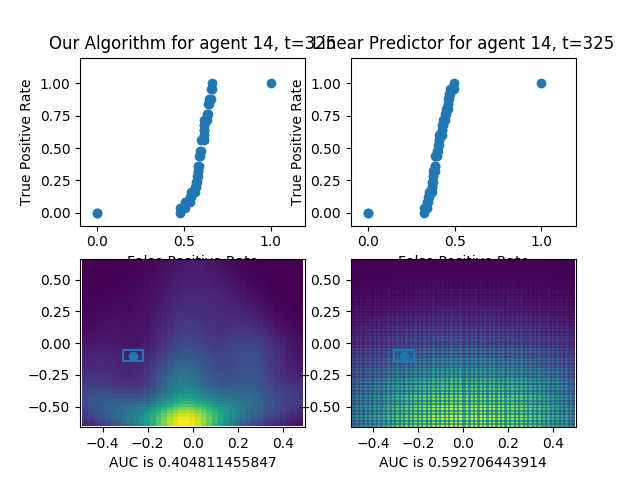 Our Algorithm for agent 14, t=325
Linear Predictor for agent 14, t=325
True Positive Rate
1.00
0.75
0.50
0.25
0.00
0.0 0.5 1.0
False Positive Rate
True Positive Rate
1.00
0.75
0.50
0.25
0.00
0.0 0.5 1.0
False Positive Rate
0.50
0.25
0.00
−0.25
−0.50
−0.4 −0.2 0.0 0.2 0.4
AUC is 0.404811455847
0.50
0.25
0.00
−0.25
−0.50
−0.4 −0.2 0.0 0.2 0.4
AUC is 0.592706443914